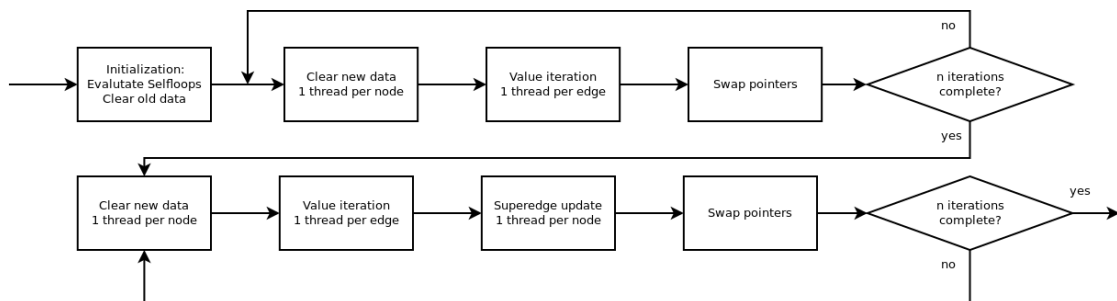 no
Initialization:
Evalutate Selfloops
Clear old data
Clear new data
1 thread per node
Value iteration
1 thread per edge
Swap pointers
n iterations
complete?
yes
Clear new data
1 thread per node
Value iteration
1 thread per edge
Superedge update
1 thread per node
Swap pointers
n iterations
complete?
yes
no